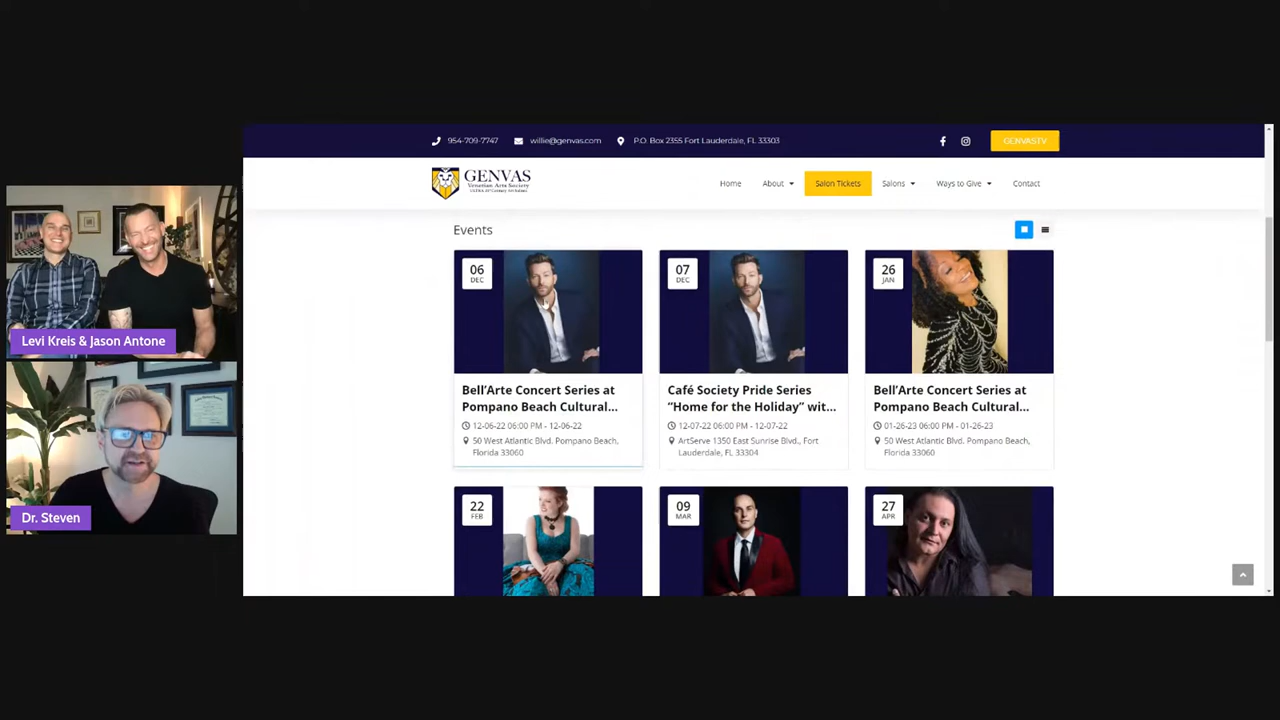 954-709-7747
willie@genvas.com
P.O. Box 2355 Fort Lauderdale, FL 33303
GENVASTV
GENVAS
Venetian Arts Society
Home
About
Salon Tickets
Salons
Ways to Give
Contact
Events
06
DEC
Bell’Arte Concert Series at
Pompano Beach Cultural...
12-06-22 06:00 PM - 12-06-22
50 West Atlantic Blvd. Pompano Beach,
Florida 33060
07
DEC
Café Society Pride Series
“Home for the Holiday” wit...
12-07-22 06:00 PM - 12-07-22
ArtServe 1350 East Sunrise Blvd., Fort
Lauderdale, FL 33304
26
JAN
Bell’Arte Concert Series at
Pompano Beach Cultural...
01-26-23 06:00 PM - 01-26-23
50 West Atlantic Blvd. Pompano Beach,
Florida 33060
22
FEB
09
MAR
27
APR
Levi Kreis & Jason Antone
Dr. Steven